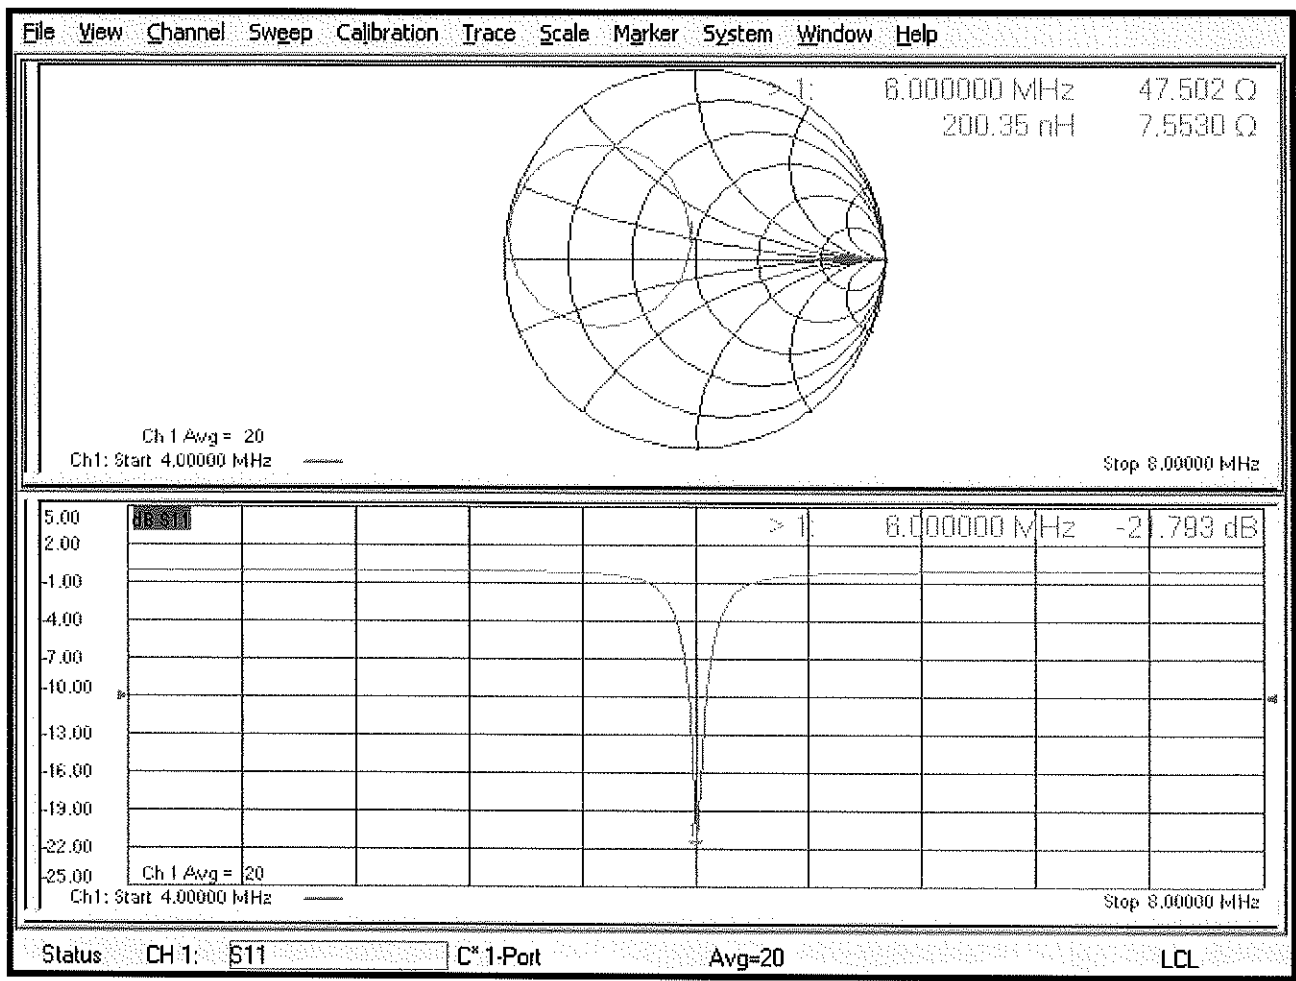 File View Channel Sweep Calibration Trace Scale Marker System Window Help
> 1: 6.000000 MHz 47.502 Ω
200.35 nH 7.5530 Ω
Ch 1 Avg = 20
Ch1: Start 4.00000 MHz Stop 8.00000 MHz
5.00 dB S11 > 1: 6.000000 MHz -21.793 dB
2.00
-1.00
-4.00
-7.00
-10.00
-13.00
-16.00
-19.00
1
-22.00
-25.00 Ch 1 Avg = 20
Ch1: Start 4.00000 MHz Stop 8.00000 MHz
Status CH 1: S11 C* 1-Port Avg=20 LCL